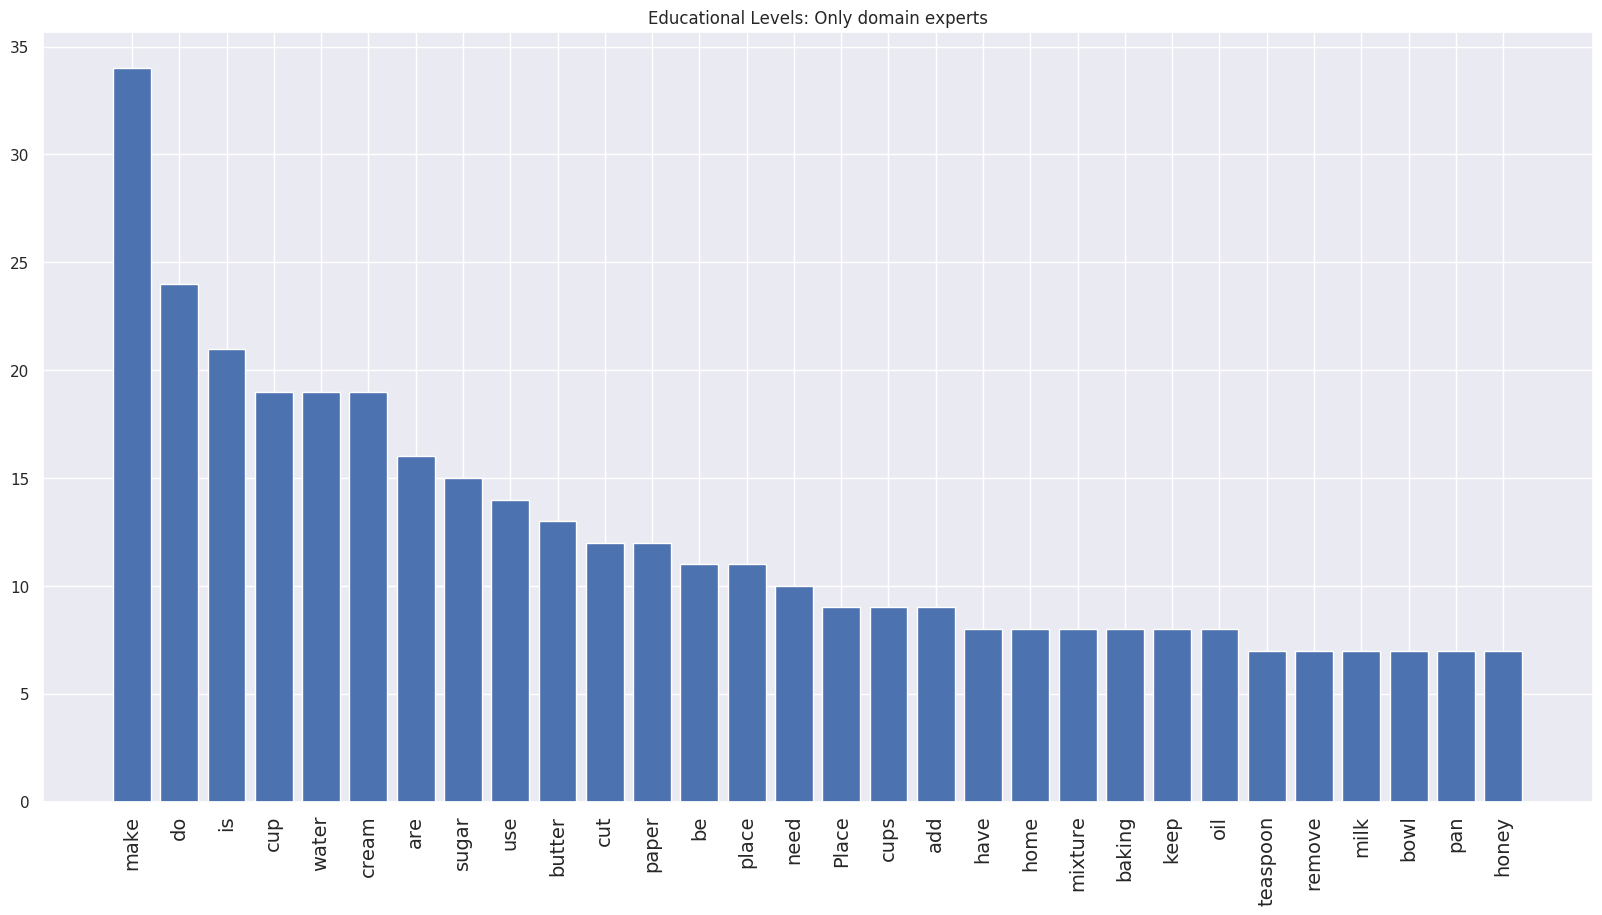 Educational Levels: Only domain experts
35
30
25
20
15
10
5
0
make
do
is
cup
water
cream
are
sugar
use
butter
cut
paper
be
place
need
Place
cups
add
have
home
mixture
baking
keep
oil
teaspoon
remove
milk
bowl
pan
honey